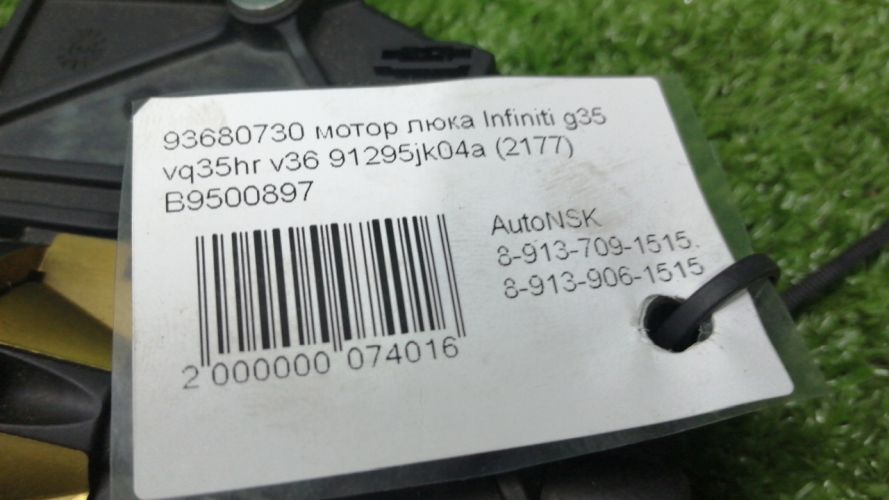 93680730 мотор люка Infiniti g35
vq35hr v36 91295jk04a (2177)
B9500897
AutoNSK
8-913-709-1515.
8-913-906-1515
2 000000 074016